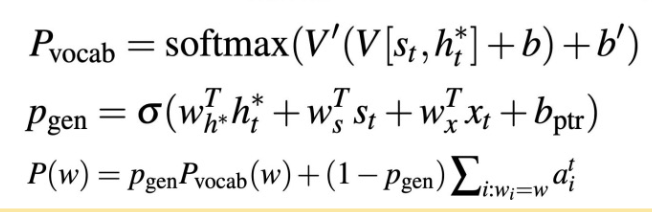 P_vocab = softmax(V′(V[s_t, h_t^*] + b) + b′)
p_gen = σ(w_{h^*}^T h_t^* + w_s^T s_t + w_x^T x_t + b_ptr)
P(w) = p_gen P_vocab(w) + (1 − p_gen) ∑_{i:w_i=w} a_i^t